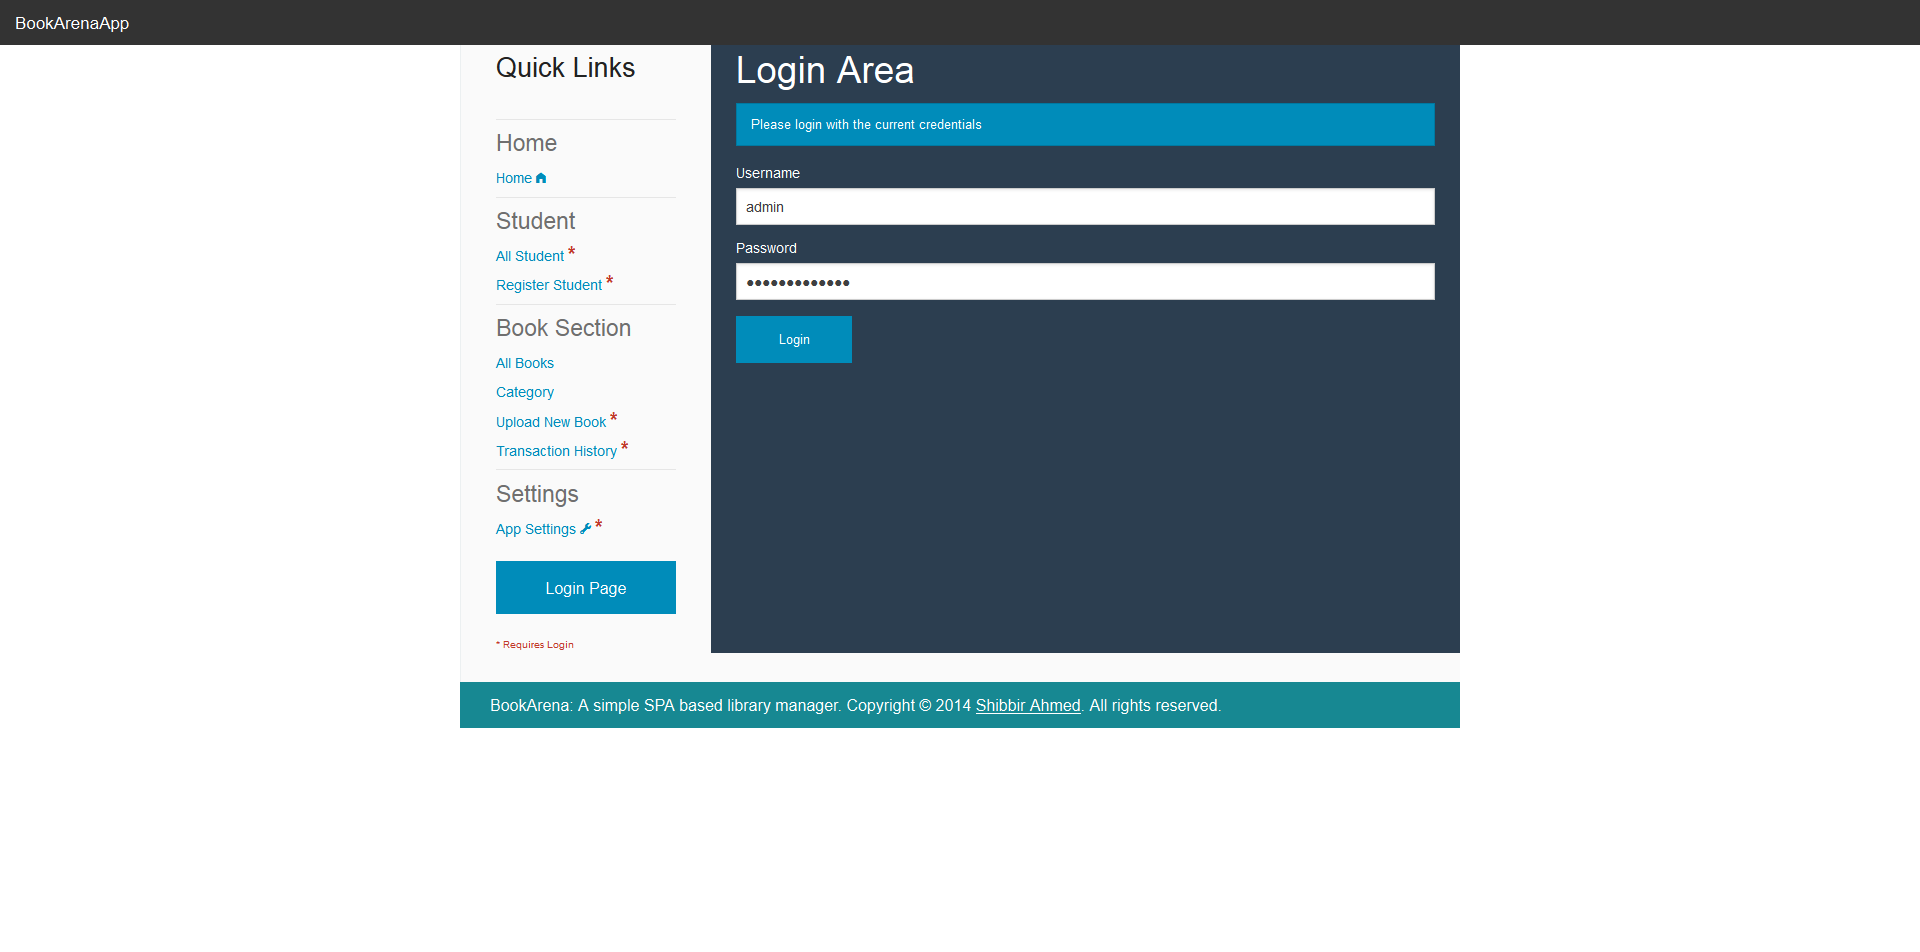 BookArenaApp
Quick Links
Home
Home
Student
All Student *
Register Student *
Book Section
All Books
Category
Upload New Book *
Transaction History *
Settings
App Settings *
Login Page
* Requires Login
Login Area
Please login with the current credentials
Username
admin
Password
•••••••••••••
Login
BookArena: A simple SPA based library manager. Copyright © 2014 Shibbir Ahmed. All rights reserved.